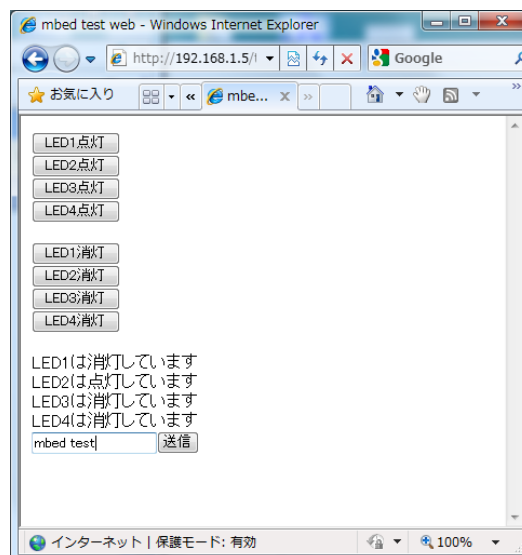 mbed test web - Windows Internet Explorer
http://192.168.1.5/
Google
お気に入り
mbe...
LED1点灯
LED2点灯
LED3点灯
LED4点灯
LED1消灯
LED2消灯
LED3消灯
LED4消灯
LED1は消灯しています
LED2は点灯しています
LED3は消灯しています
LED4は消灯しています
mbed test 送信
インターネット | 保護モード: 有効
100%